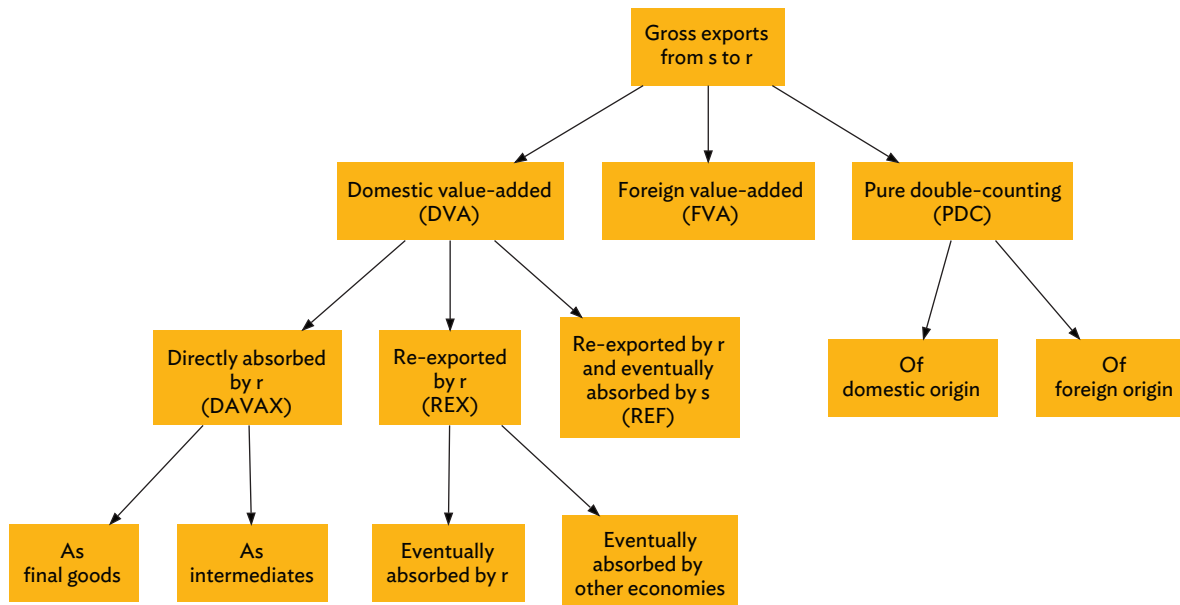 Gross exports
from s to r
Domestic value-added
(DVA)
Foreign value-added
(FVA)
Pure double-counting
(PDC)
Directly absorbed
by r
(DAVAX)
Re-exported
by r
(REX)
Re-exported by r
and eventually
absorbed by s
(REF)
Of
domestic origin
Of
foreign origin
As
final goods
As
intermediates
Eventually
absorbed by r
Eventually
absorbed by
other economies